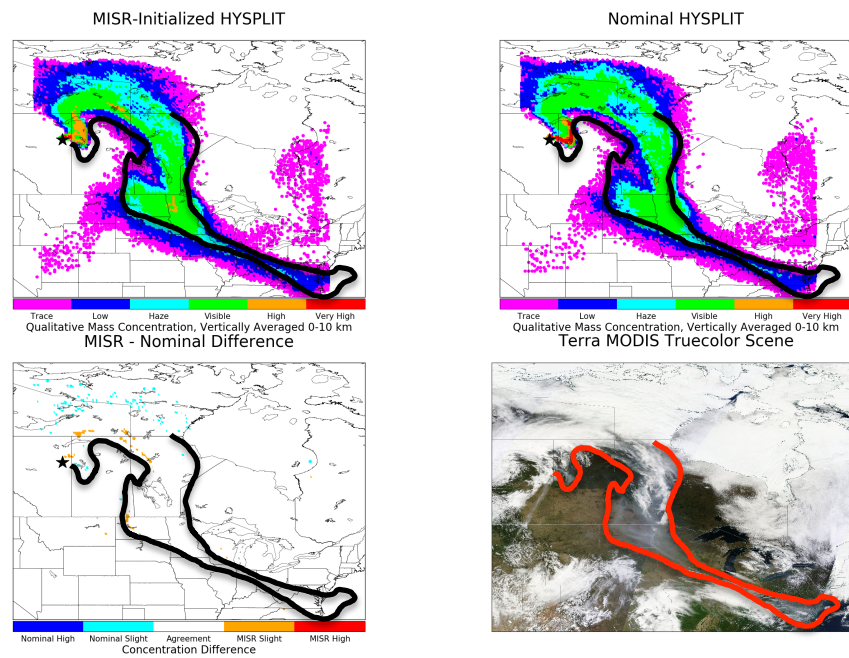 MISR-Initialized HYSPLIT
Nominal HYSPLIT
Trace Low Haze Visible High Very High
Qualitative Mass Concentration, Vertically Averaged 0-10 km
Trace Low Haze Visible High Very High
Qualitative Mass Concentration, Vertically Averaged 0-10 km
MISR - Nominal Difference
Terra MODIS Truecolor Scene
Nominal High Nominal Slight Agreement MISR Slight MISR High
Concentration Difference